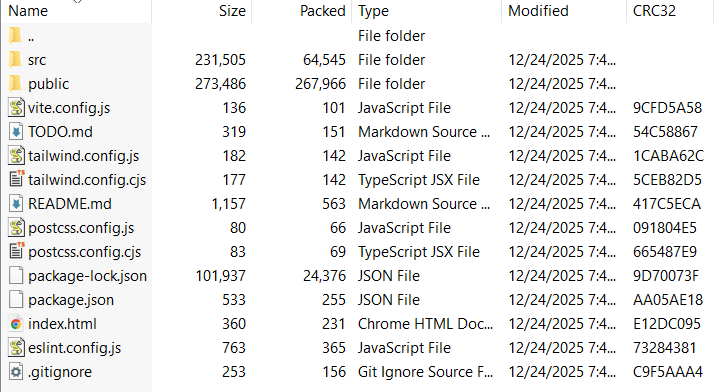 Name Size Packed Type Modified CRC32
.. File folder
src 231,505 64,545 File folder 12/24/2025 7:4...
public 273,486 267,966 File folder 12/24/2025 7:4...
vite.config.js 136 101 JavaScript File 12/24/2025 7:4... 9CFD5A58
TODO.md 319 151 Markdown Source ... 12/24/2025 7:4... 54C58867
tailwind.config.js 182 142 JavaScript File 12/24/2025 7:4... 1CABA62C
tailwind.config.cjs 177 142 TypeScript JSX File 12/24/2025 7:4... 5CEB82D5
README.md 1,157 563 Markdown Source ... 12/24/2025 7:4... 417C5ECA
postcss.config.js 80 66 JavaScript File 12/24/2025 7:4... 091804E5
postcss.config.cjs 83 69 TypeScript JSX File 12/24/2025 7:4... 665487E9
package-lock.json 101,937 24,376 JSON File 12/24/2025 7:4... 9D70073F
package.json 533 255 JSON File 12/24/2025 7:4... AA05AE18
index.html 360 231 Chrome HTML Doc... 12/24/2025 7:4... E12DC095
eslint.config.js 763 365 JavaScript File 12/24/2025 7:4... 73284381
.gitignore 253 156 Git Ignore Source F... 12/24/2025 7:4... C9F5AAA4